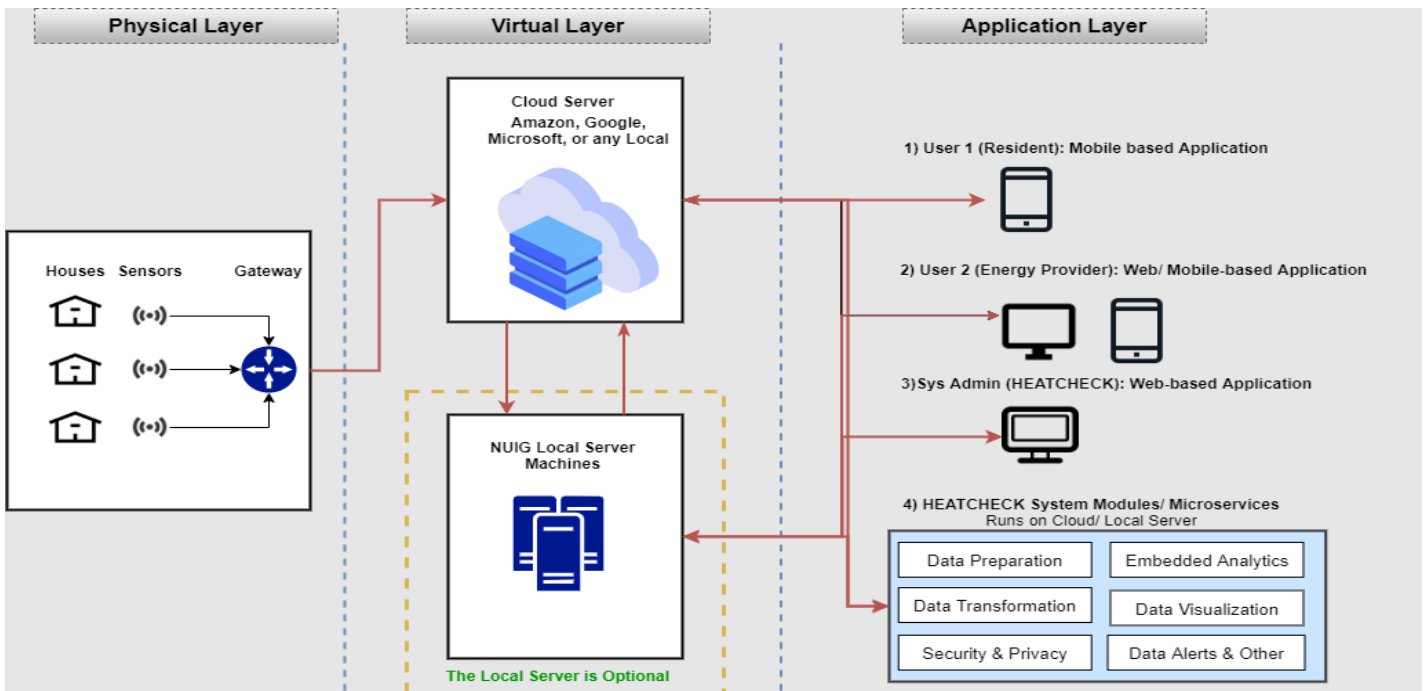 Physical Layer
Virtual Layer
Application Layer
Houses
Sensors
Gateway
Cloud Server
Amazon, Google,
Microsoft, or any Local
NUIG Local Server
Machines
The Local Server is Optional
1) User 1 (Resident): Mobile based Application
2) User 2 (Energy Provider): Web/ Mobile-based Application
3)Sys Admin (HEATCHECK): Web-based Application
4) HEATCHECK System Modules/ Microservices
Runs on Cloud/ Local Server
Data Preparation
Embedded Analytics
Data Transformation
Data Visualization
Security & Privacy
Data Alerts & Other